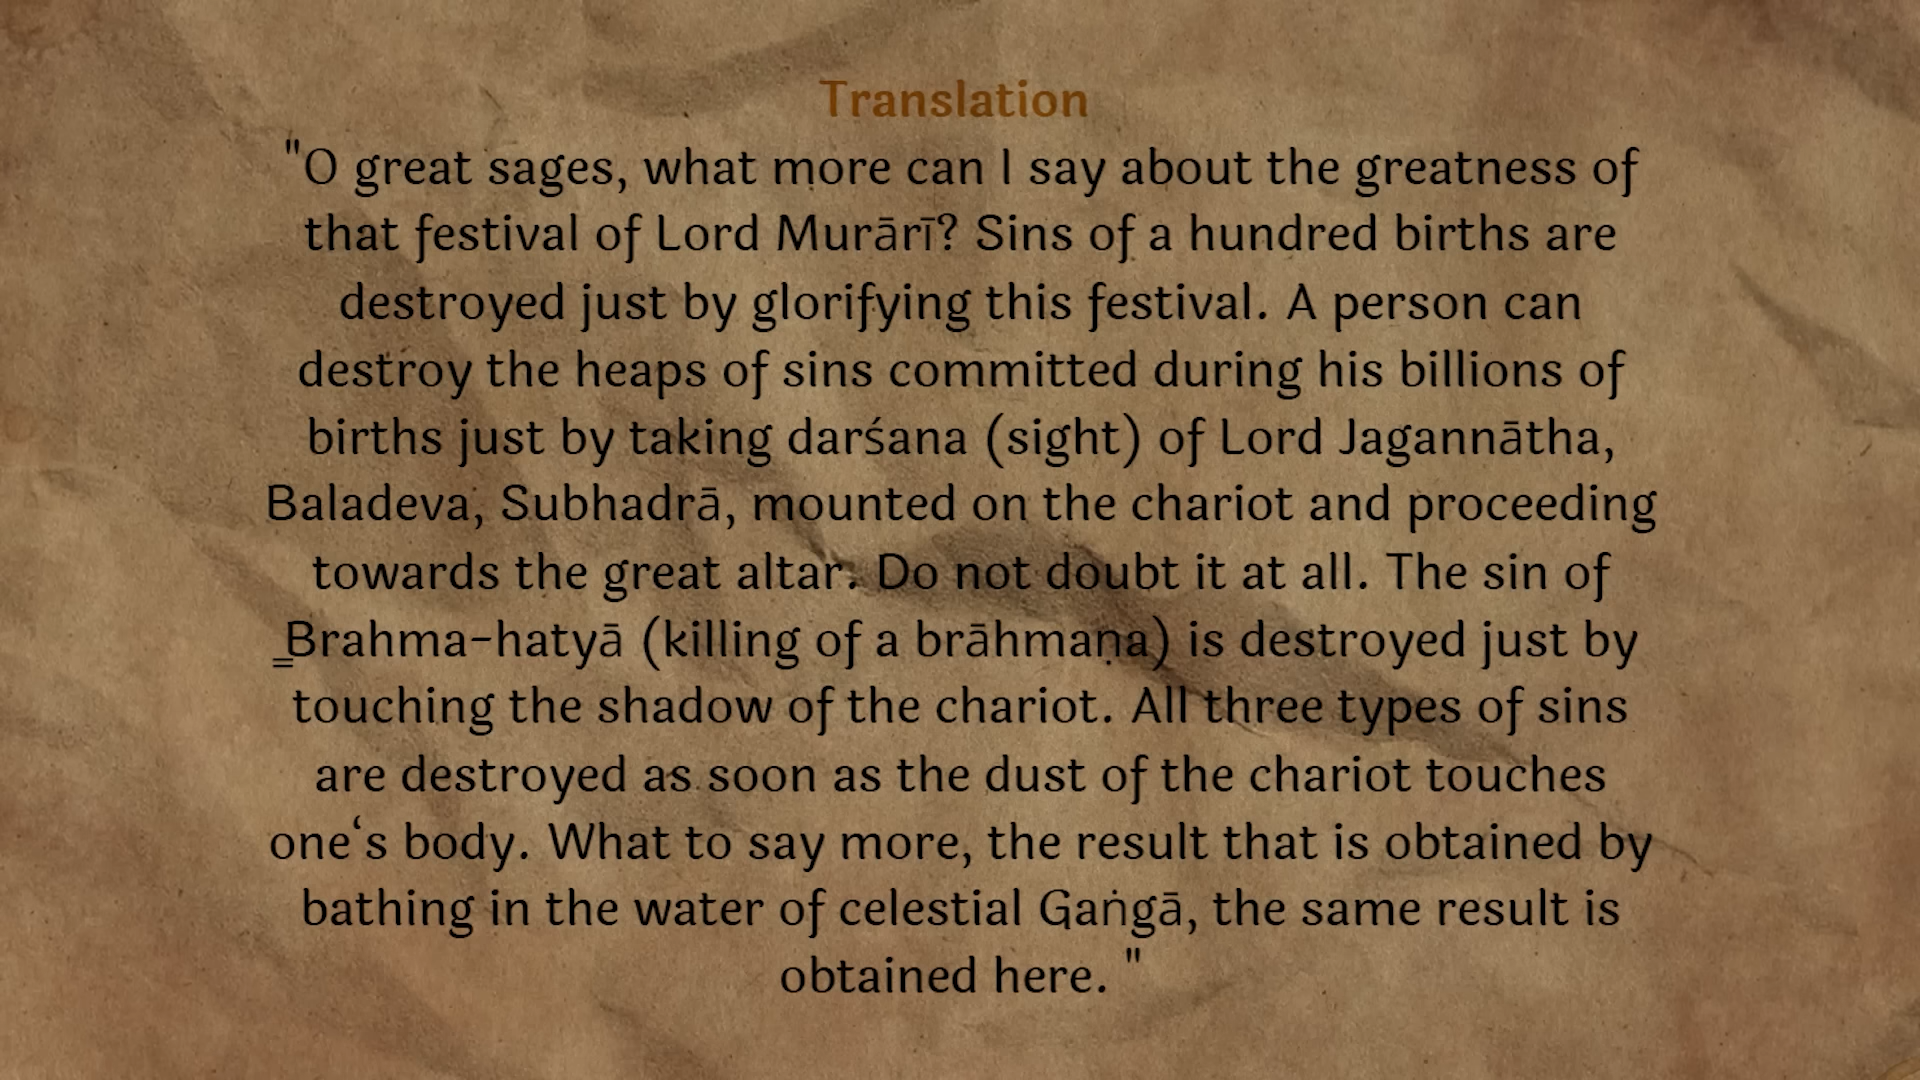 Translation
"O great sages, what more can I say about the greatness of
that festival of Lord Murārī? Sins of a hundred births are
destroyed just by glorifying this festival. A person can
destroy the heaps of sins committed during his billions of
births just by taking darśana (sight) of Lord Jagannātha,
Baladeva, Subhadrā, mounted on the chariot and proceeding
towards the great altar. Do not doubt it at all. The sin of
‗Brahma-hatyā (killing of a brāhmaṇa) is destroyed just by
touching the shadow of the chariot. All three types of sins
are destroyed as soon as the dust of the chariot touches
one‘s body. What to say more, the result that is obtained by
bathing in the water of celestial Gaṅgā, the same result is
obtained here. "